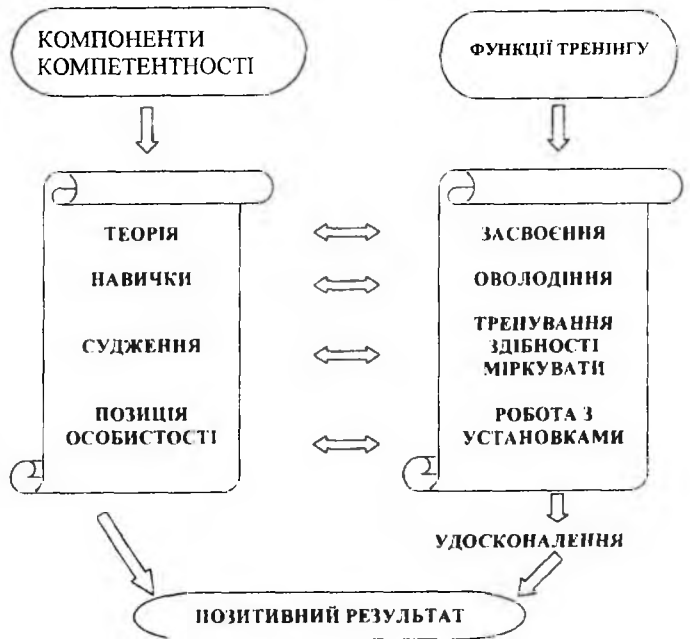 КОМПОНЕНТИ
КОМПЕТЕНТНОСТІ
ФУНКЦІЇ ТРЕНІНГУ
ТЕОРІЯ
НАВИЧКИ
СУДЖЕННЯ
ПОЗИЦІЯ
ОСОБИСТОСТІ
ЗАСВОЄННЯ
ОВОЛОДІННЯ
ТРЕНУВАННЯ
ЗДІБНОСТІ
МІРКУВАТИ
РОБОТА З
УСТАНОВКАМИ
УДОСКОНАЛЕННЯ
ПОЗИТИВНИЙ РЕЗУЛЬТАТ